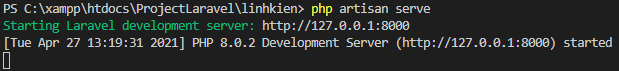 PS C:\xampp\htdocs\ProjectLaravel\linhkien> php artisan serve
Starting Laravel development server: http://127.0.0.1:8000
[Tue Apr 27 13:19:31 2021] PHP 8.0.2 Development Server (http://127.0.0.1:8000) started